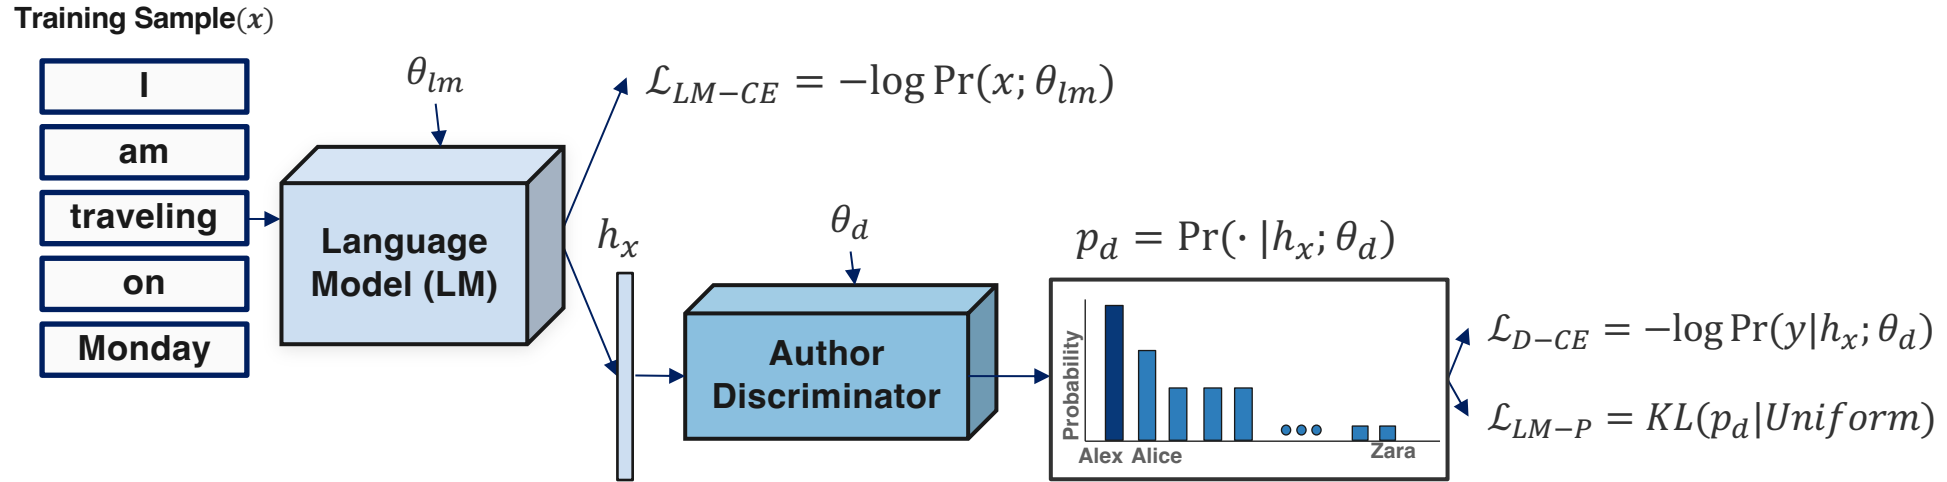 Training Sample(x)
I
am
traveling
on
Monday
θ_lm
Language
Model (LM)
ℒ_LM−CE = −log Pr(x; θ_lm)
h_x
θ_d
Author
Discriminator
p_d = Pr(· |h_x; θ_d)
Probability
Alex Alice
Zara
ℒ_D−CE = −log Pr(y|h_x; θ_d)
ℒ_LM−P = KL(p_d|Uniform)